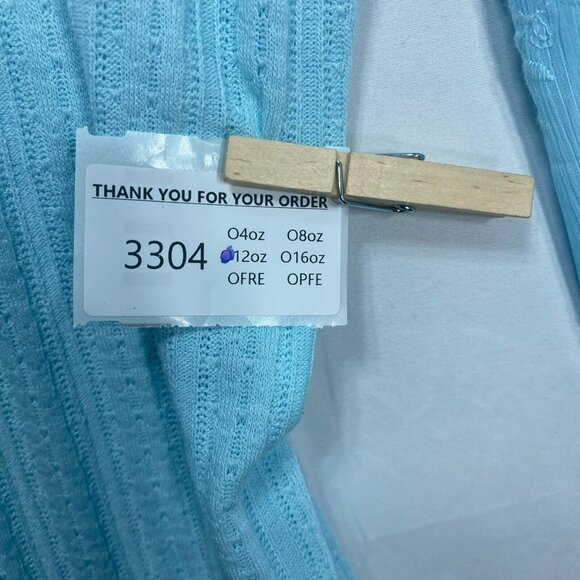 THANK YOU FOR YOUR ORDER
3304
O4oz O8oz
12oz O16oz
OFRE OPFE